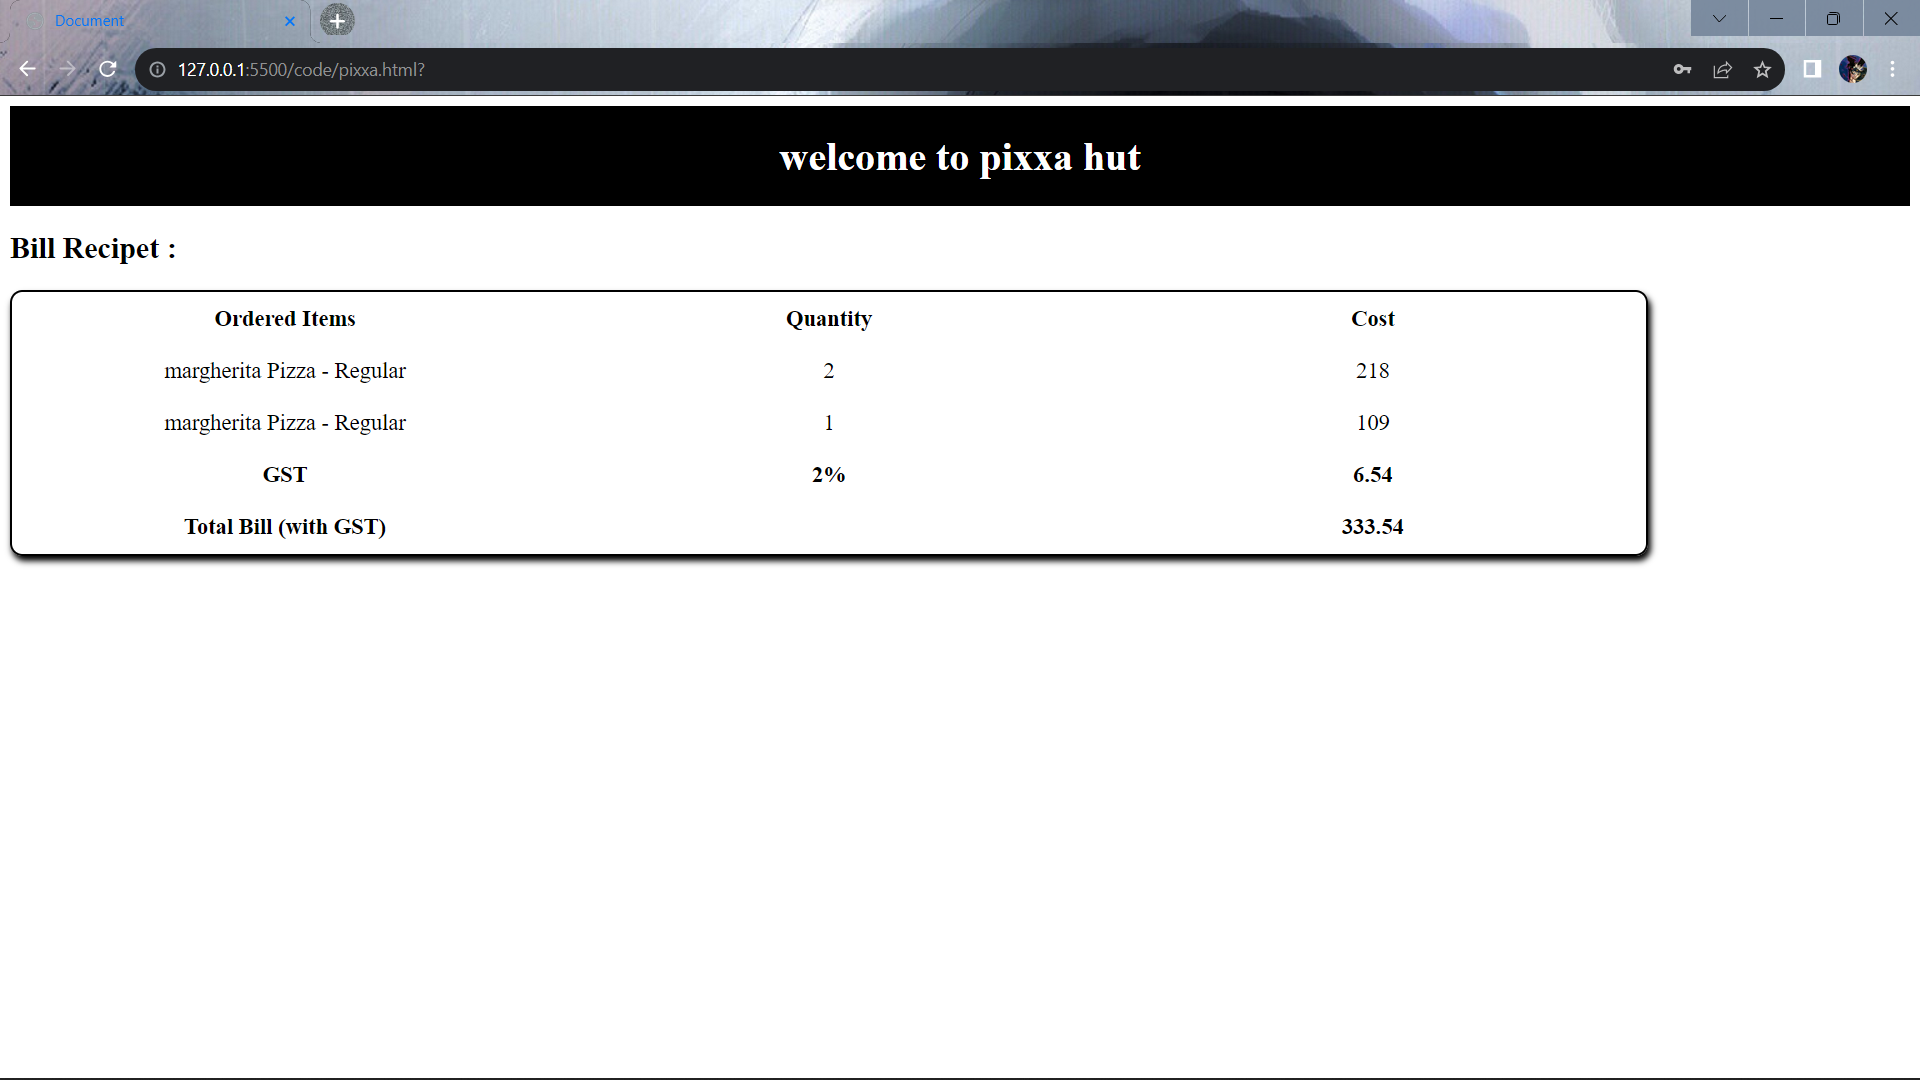 Document
127.0.0.1:5500/code/pixxa.html?
welcome to pixxa hut
Bill Recipet :
Ordered Items Quantity Cost
margherita Pizza - Regular 2 218
margherita Pizza - Regular 1 109
GST 2% 6.54
Total Bill (with GST) 333.54